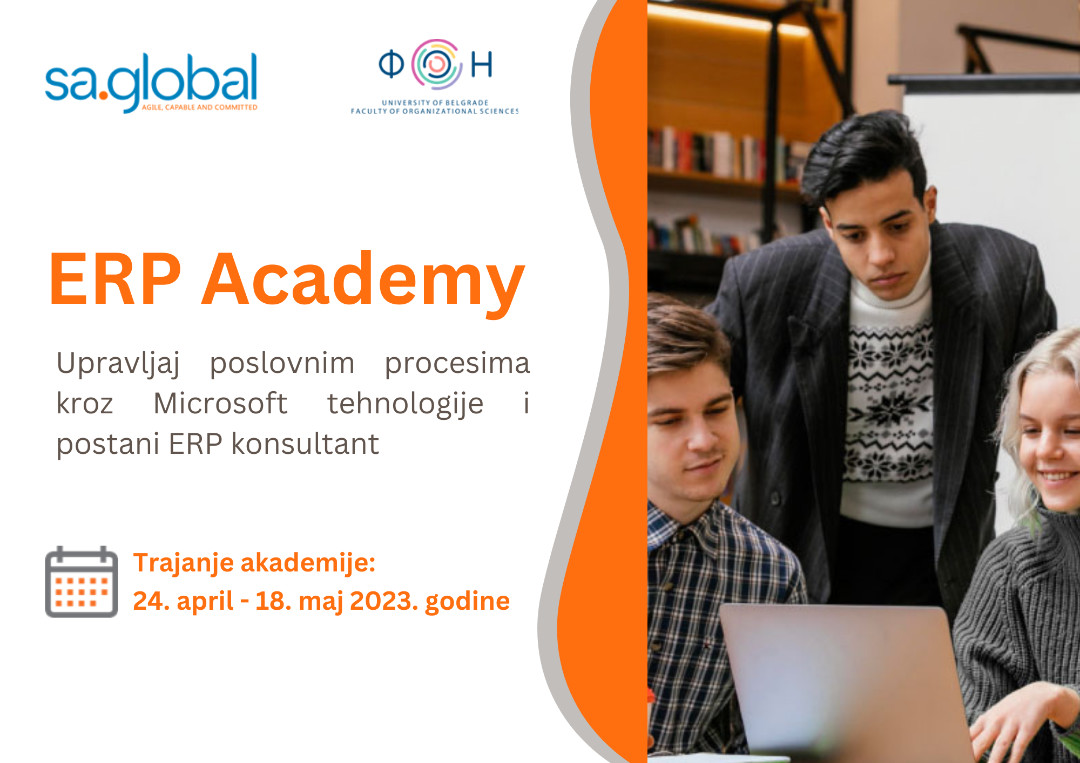 sa.global
AGILE, CAPABLE AND COMMITTED
ФОН
UNIVERSITY OF BELGRADE
FACULTY OF ORGANIZATIONAL SCIENCES
ERP Academy
Upravljaj poslovnim procesima
kroz Microsoft tehnologije i
postani ERP konsultant
Trajanje akademije:
24. april - 18. maj 2023. godine